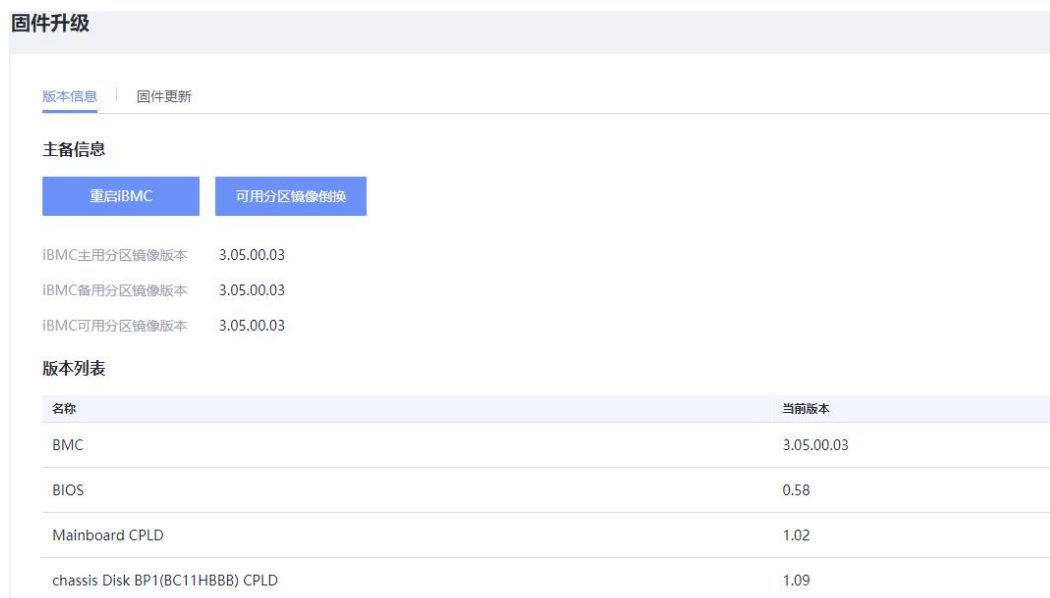 固件升级
版本信息 固件更新
主备信息
重启iBMC 可用分区镜像倒换
iBMC主用分区镜像版本 3.05.00.03
iBMC备用分区镜像版本 3.05.00.03
iBMC可用分区镜像版本 3.05.00.03
版本列表
名称 当前版本
BMC 3.05.00.03
BIOS 0.58
Mainboard CPLD 1.02
chassis Disk BP1(BC11HBBB) CPLD 1.09